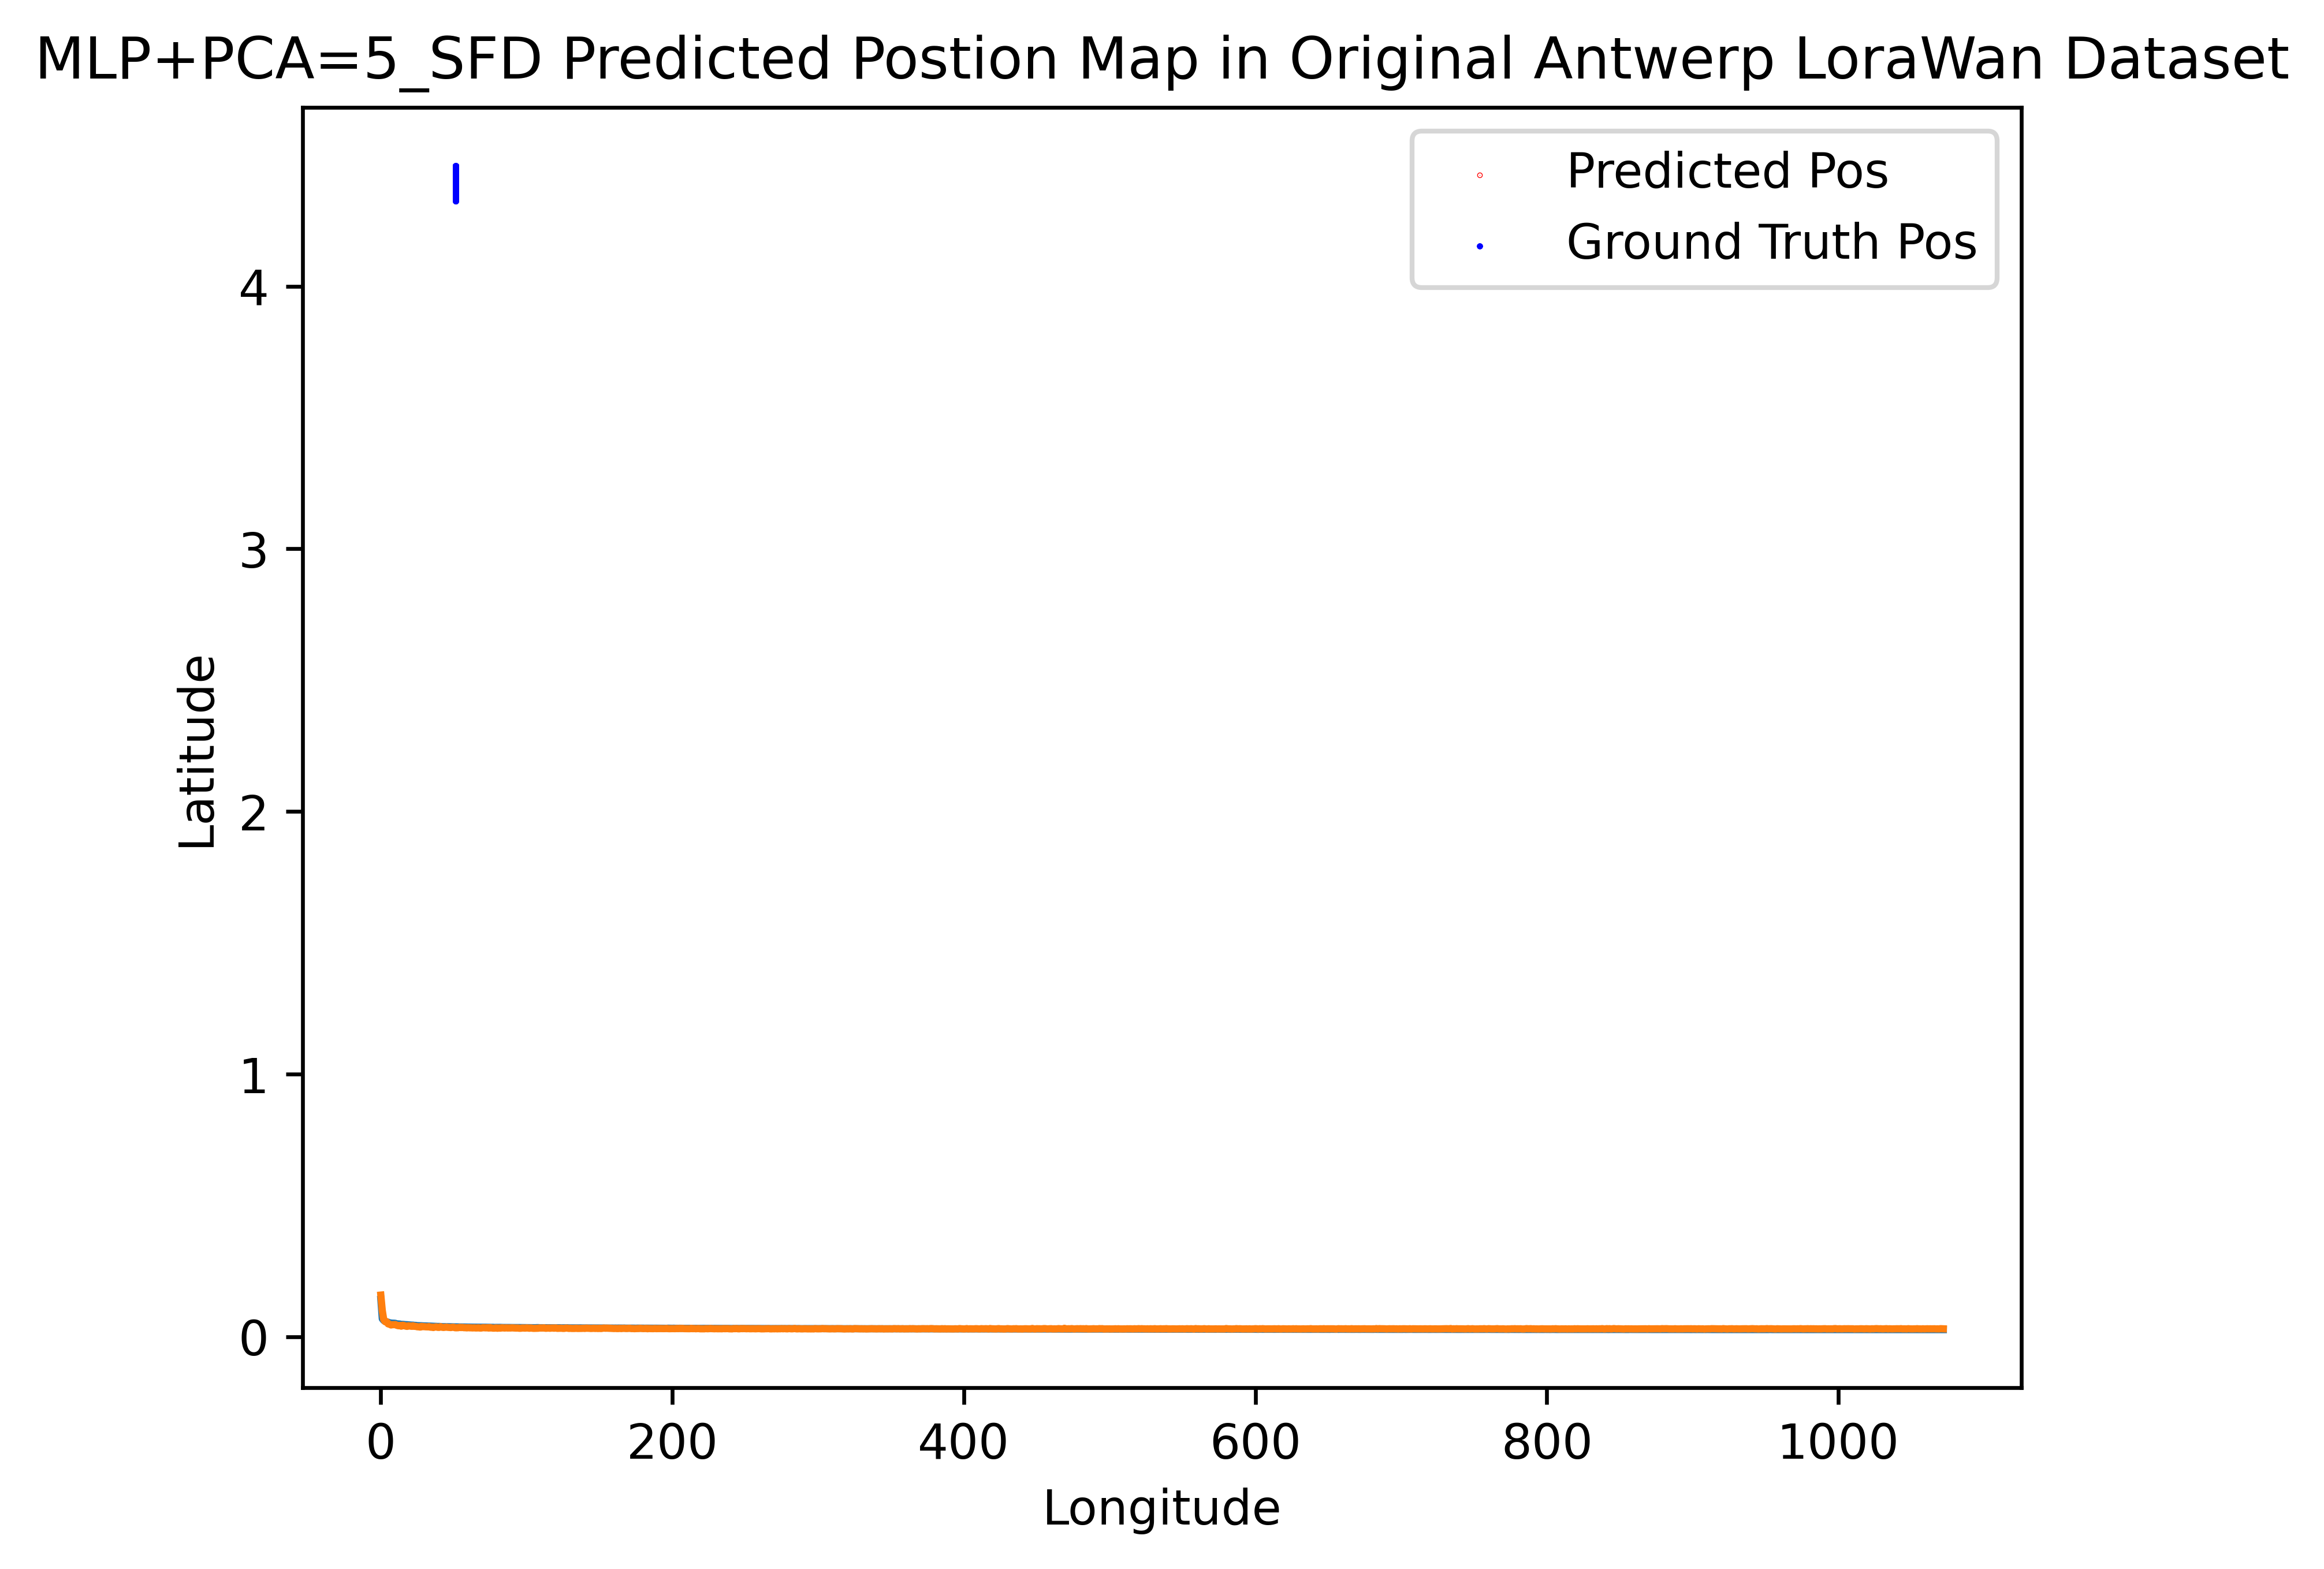 MLP+PCA=5_SFD Predicted Postion Map in Original Antwerp LoraWan Dataset
Predicted Pos
Ground Truth Pos
4
3
2
1
0
Latitude
0 200 400 600 800 1000
Longitude